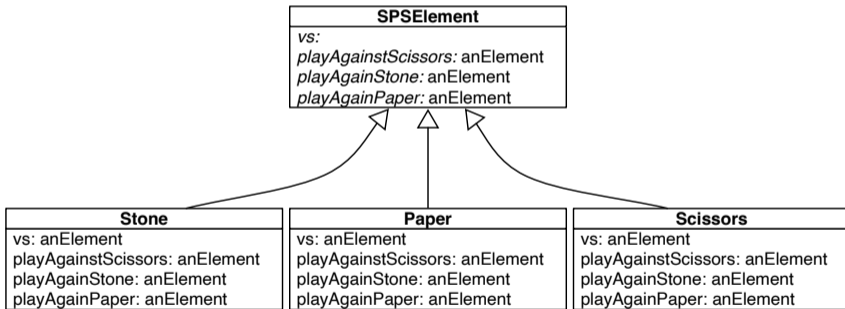 SPSElement
vs:
playAgainstScissors: anElement
playAgainStone: anElement
playAgainPaper: anElement
Stone
vs: anElement
playAgainstScissors: anElement
playAgainStone: anElement
playAgainPaper: anElement
Paper
vs: anElement
playAgainstScissors: anElement
playAgainStone: anElement
playAgainPaper: anElement
Scissors
vs: anElement
playAgainstScissors: anElement
playAgainStone: anElement
playAgainPaper: anElement